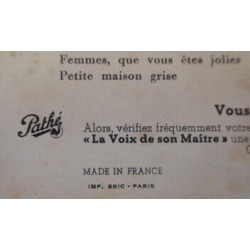 Femmes, que vous êtes jolies
Petite maison grise
Vous
Pathé
Alors, vérifiez fréquemment votre
«La Voix de son Maître» une
MADE IN FRANCE
IMP. ERIC - PARIS